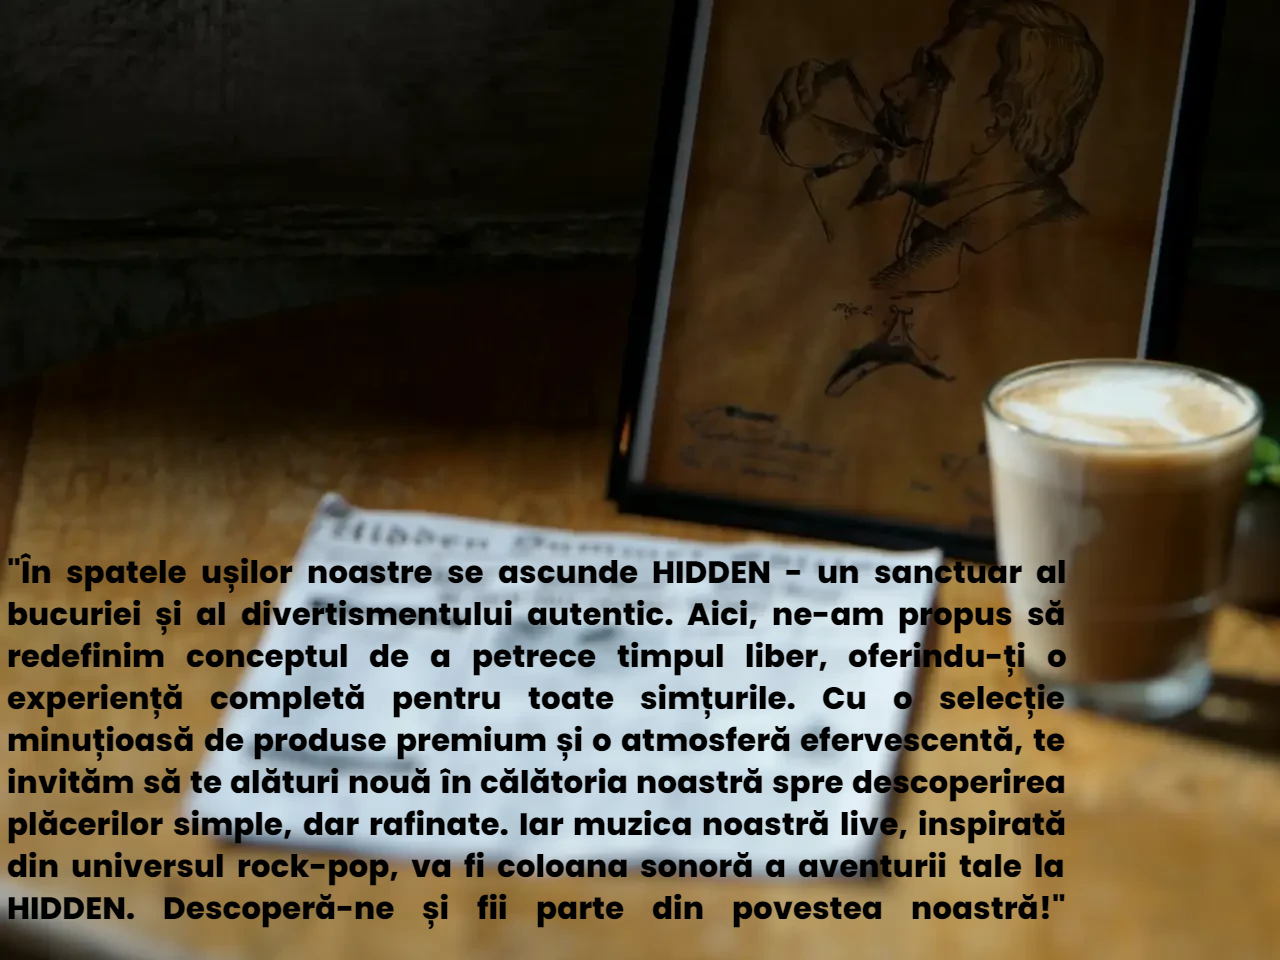 Fig. 2.
"În spatele ușilor noastre se ascunde HIDDEN - un sanctuar al
bucuriei și al divertismentului autentic. Aici, ne-am propus să
redefinim conceptul de a petrece timpul liber, oferindu-ți o
experiență completă pentru toate simțurile. Cu o selecție
minuțioasă de produse premium și o atmosferă efervescentă, te
invităm să te alături nouă în călătoria noastră spre descoperirea
plăcerilor simple, dar rafinate. Iar muzica noastră live, inspirată
din universul rock-pop, va fi coloana sonoră a aventurii tale la
HIDDEN. Descoperă-ne și fii parte din povestea noastră!"